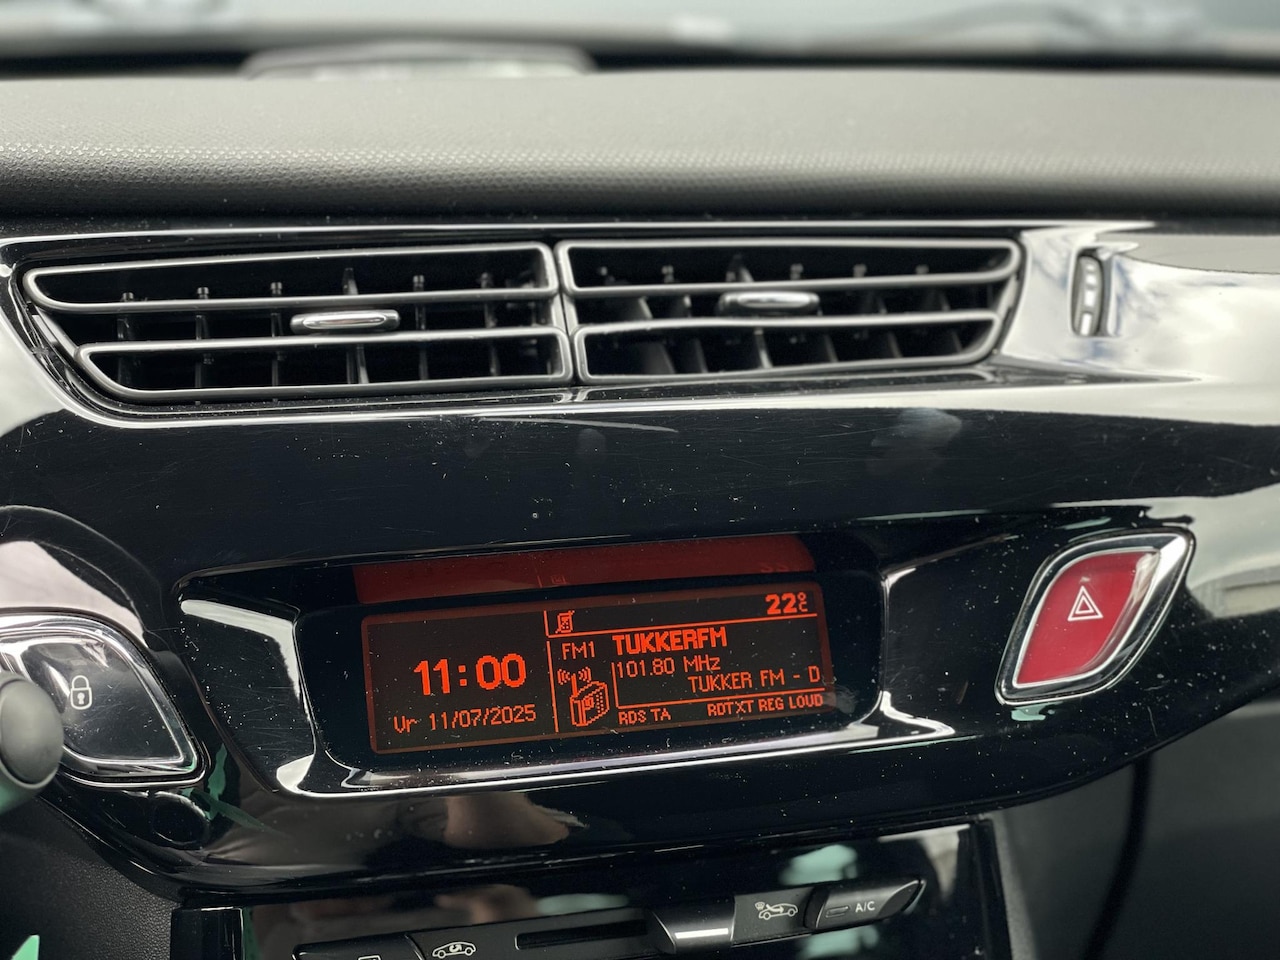 22°C
FM1 TUKKERFM
101.80 MHz
TUKKER FM - D
RDS TA RDTXT REG LOUD
11:00
Vr 11/07/2025
A/C